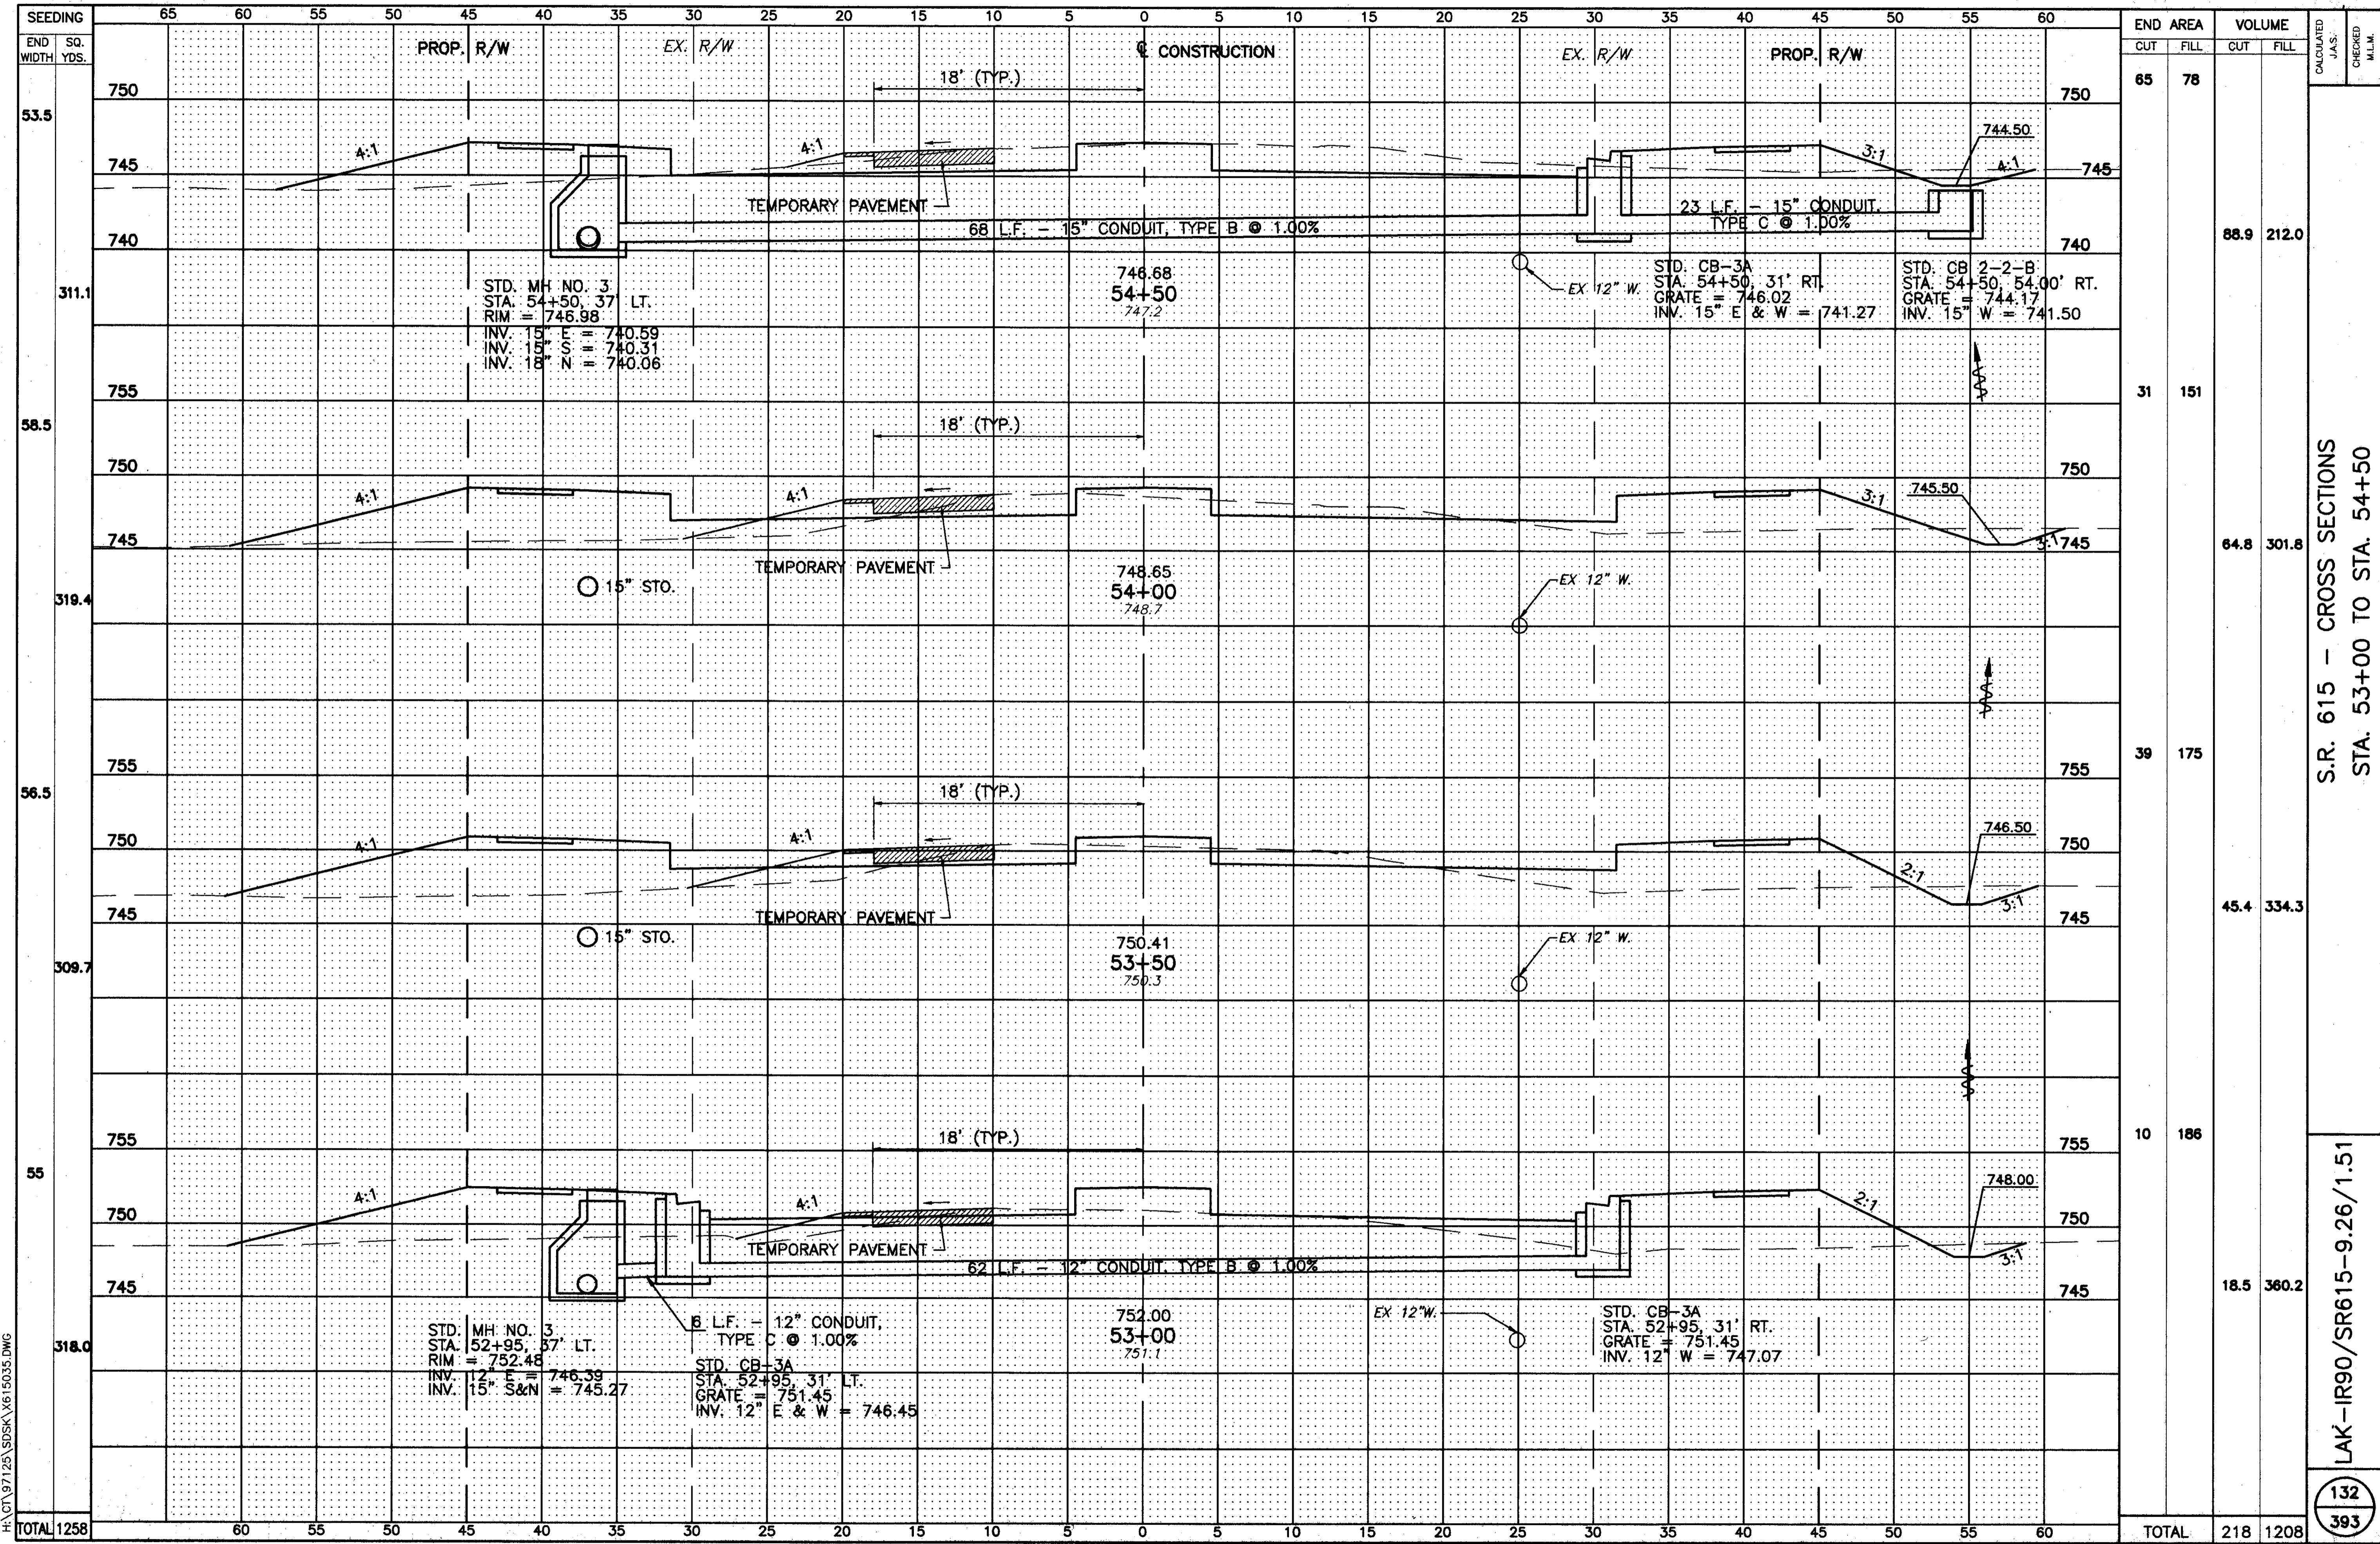 SEEDING
END WIDTH
SQ. YDS.
65 60 55 50 45 40 35 30 25 20 15 10 5 0 5 10 15 20 25 30 35 40 45 50 55 60
END AREA
VOLUME
CUT FILL CUT FILL
CALCULATED
J.A.S.
CHECKED
M.L.M.
PROP. R/W
EX. R/W
℄ CONSTRUCTION
EX. R/W
PROP. R/W
18' (TYP.)
65 78
750
750
53.5
4:1
4:1
3:1
744.50
4:1
745
745
TEMPORARY PAVEMENT
68 L.F. – 15" CONDUIT, TYPE B @ 1.00%
23 L.F. – 15" CONDUIT,
TYPE C @ 1.00%
740
740
88.9 212.0
311.1
STD. MH NO. 3
STA. 54+50, 37' LT.
RIM = 746.98
INV. 15" E = 740.59
INV. 15" S = 740.31
INV. 18" N = 740.06
746.68
54+50
747.2
EX 12" W.
STD. CB–3A
STA. 54+50, 31' RT.
GRATE = 746.02
INV. 15" E & W = 741.27
STD. CB 2–2–B
STA. 54+50, 54.00' RT.
GRATE = 744.17
INV. 15" W = 741.50
755
31 151
58.5
18' (TYP.)
750
750
4:1
4:1
3:1
745.50
3:1
745
745
64.8 301.8
TEMPORARY PAVEMENT
15" STO.
319.4
748.65
54+00
748.7
EX 12" W.
39 175
755
755
56.5
18' (TYP.)
750
750
4:1
4:1
2:1
746.50
3:1
745
745
45.4 334.3
TEMPORARY PAVEMENT
15" STO.
309.7
750.41
53+50
750.3
EX 12" W.
10 186
755
755
55
18' (TYP.)
4:1
4:1
2:1
748.00
3:1
750
750
TEMPORARY PAVEMENT
62 L.F. – 12" CONDUIT, TYPE B @ 1.00%
745
745
18.5 360.2
318.0
STD. MH NO. 3
STA. 52+95, 37' LT.
RIM = 752.48
INV. 12" E = 746.39
INV. 15" S&N = 745.27
6 L.F. – 12" CONDUIT,
TYPE C @ 1.00%
STD. CB–3A
STA. 52+95, 31' LT.
GRATE = 751.45
INV. 12" E & W = 746.45
752.00
53+00
751.1
EX 12"W.
STD. CB–3A
STA. 52+95, 31' RT.
GRATE = 751.45
INV. 12" W = 747.07
TOTAL 1258
60 55 50 45 40 35 30 25 20 15 10 5 0 5 10 15 20 25 30 35 40 45 50 55 60
TOTAL 218 1208
S.R. 615 – CROSS SECTIONS
STA. 53+00 TO STA. 54+50
LAK–IR90/SR615–9.26/1.51
132
393
H:\CT\97125\SDSK\X615035.DWG